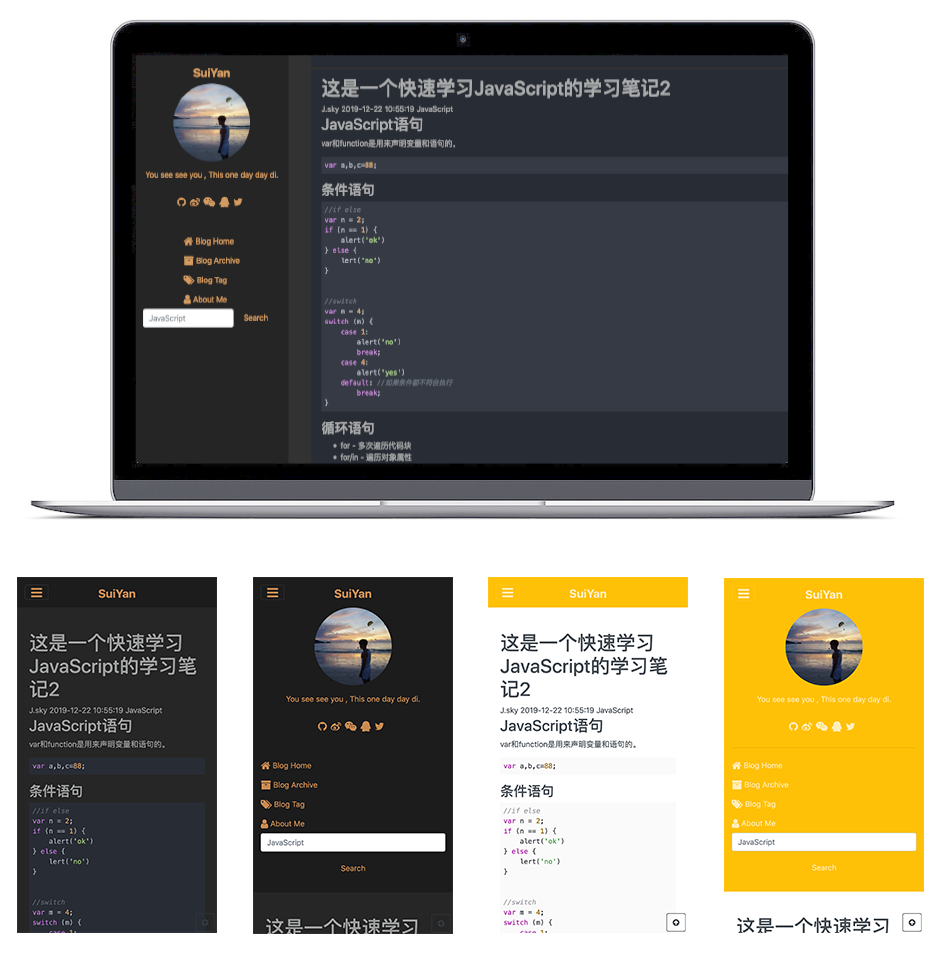 SuiYan
You see see you , This one day day di.
Blog Home
Blog Archive
Blog Tag
About Me
JavaScript
Search
这是一个快速学习JavaScript的学习笔记2
J.sky 2019-12-22 10:55:19 JavaScript
JavaScript语句
var和function是用来声明变量和语句的。
var a,b,c=88;
条件语句
//if else
var n = 2;
if (n == 1) {
alert('ok')
} else {
lert('no')
}
//switch
var m = 4;
switch (m) {
case 1:
alert('no')
break;
case 4:
alert('yes')
default: //如果条件都不符合执行
break;
}
循环语句
for - 多次遍历代码块
for/in - 遍历对象属性
SuiYan
这是一个快速学习
JavaScript的学习笔
记2
J.sky 2019-12-22 10:55:19 JavaScript
JavaScript语句
var和function是用来声明变量和语句的。
var a,b,c=88;
条件语句
//if else
var n = 2;
if (n == 1) {
alert('ok')
} else {
lert('no')
}
//switch
var m = 4;
switch (m) {
case 1:
SuiYan
You see see you , This one day day di.
Blog Home
Blog Archive
Blog Tag
About Me
JavaScript
Search
这是一个快速学习
SuiYan
这是一个快速学习
JavaScript的学习笔
记2
J.sky 2019-12-22 10:55:19 JavaScript
JavaScript语句
var和function是用来声明变量和语句的。
var a,b,c=88;
条件语句
//if else
var n = 2;
if (n == 1) {
alert('ok')
} else {
lert('no')
}
//switch
var m = 4;
switch (m) {
case 1:
SuiYan
You see see you , This one day day di.
Blog Home
Blog Archive
Blog Tag
About Me
JavaScript
Search
这是一个快速学习